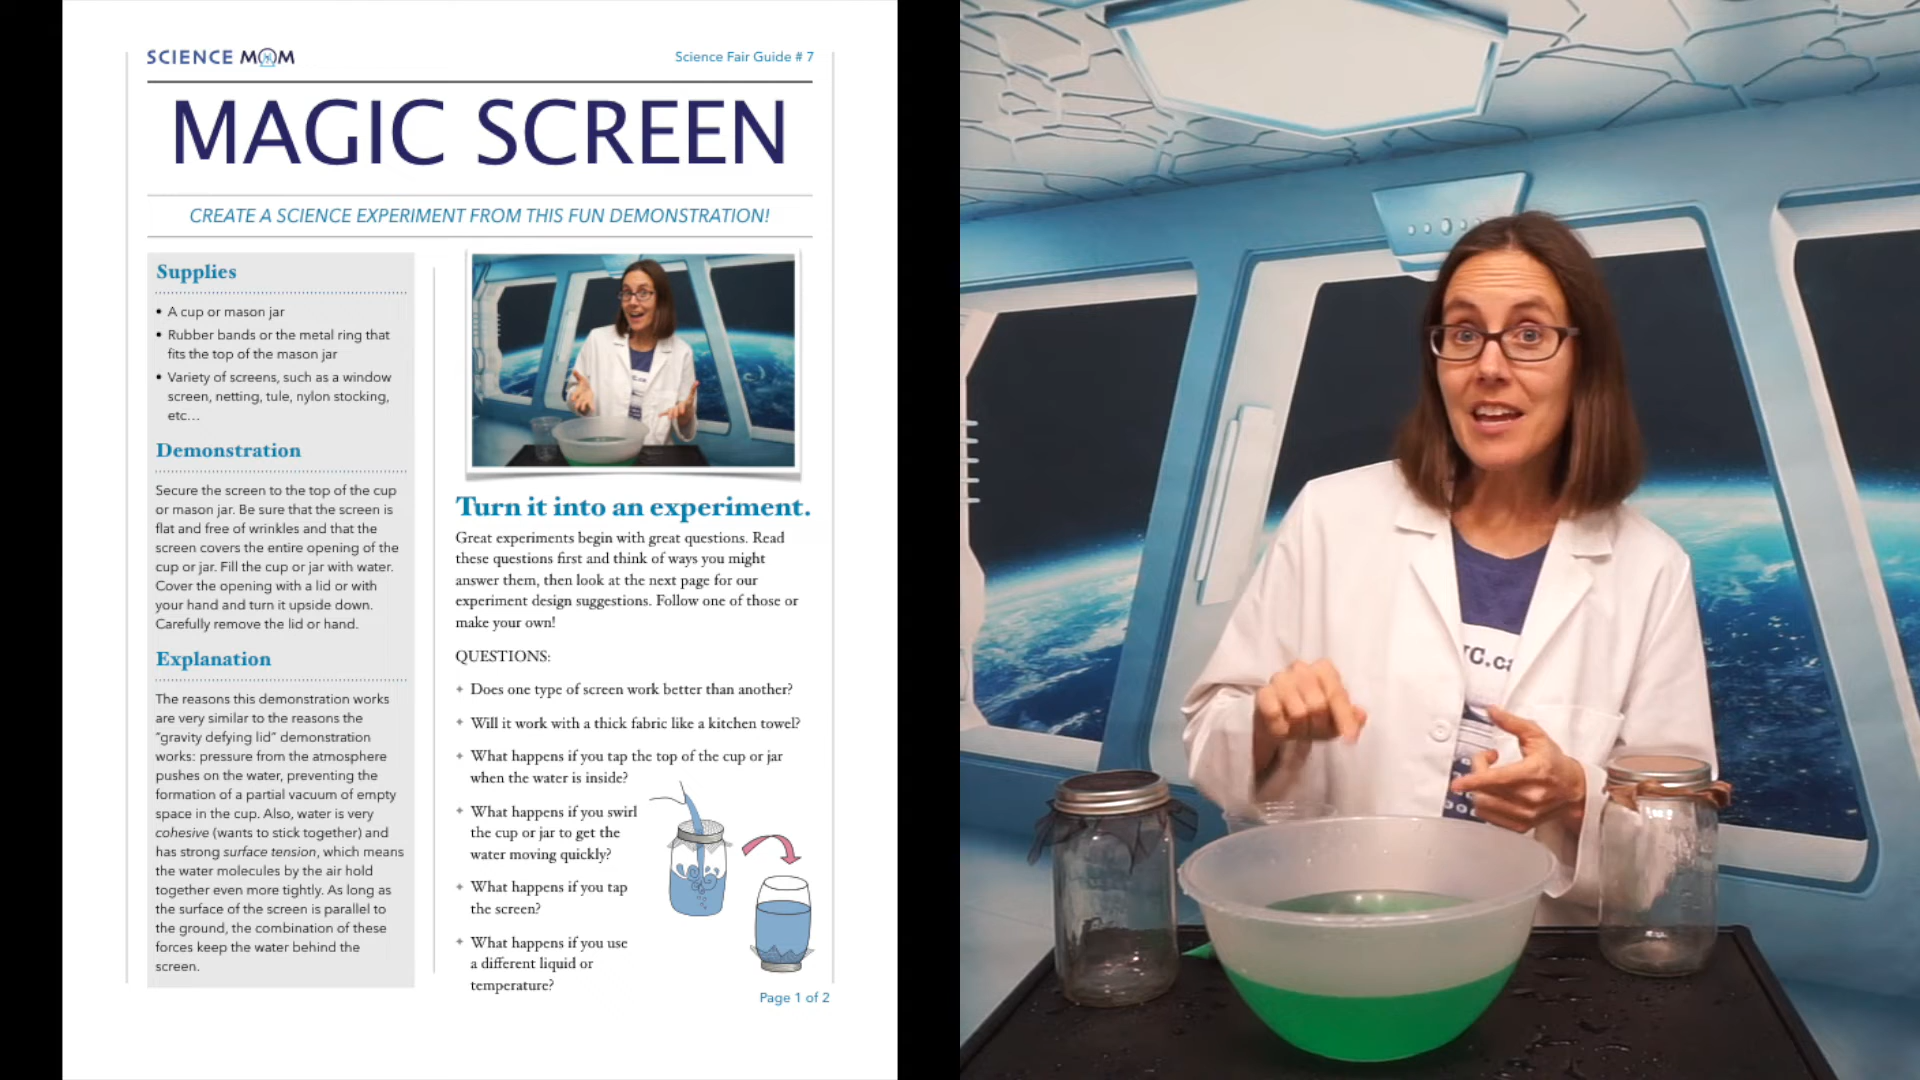 SCIENCE MOM
Science Fair Guide # 7
MAGIC SCREEN
CREATE A SCIENCE EXPERIMENT FROM THIS FUN DEMONSTRATION!
Supplies
• A cup or mason jar
• Rubber bands or the metal ring that
fits the top of the mason jar
• Variety of screens, such as a window
screen, netting, tule, nylon stocking,
etc…
Demonstration
Secure the screen to the top of the cup
or mason jar. Be sure that the screen is
flat and free of wrinkles and that the
screen covers the entire opening of the
cup or jar. Fill the cup or jar with water.
Cover the opening with a lid or with
your hand and turn it upside down.
Carefully remove the lid or hand.
Explanation
The reasons this demonstration works
are very similar to the reasons the
“gravity defying lid” demonstration
works: pressure from the atmosphere
pushes on the water, preventing the
formation of a partial vacuum of empty
space in the cup. Also, water is very
cohesive (wants to stick together) and
has strong surface tension, which means
the water molecules by the air hold
together even more tightly. As long as
the surface of the screen is parallel to
the ground, the combination of these
forces keep the water behind the
screen.
Turn it into an experiment.
Great experiments begin with great questions. Read
these questions first and think of ways you might
answer them, then look at the next page for our
experiment design suggestions. Follow one of those or
make your own!
QUESTIONS:
✦ Does one type of screen work better than another?
✦ Will it work with a thick fabric like a kitchen towel?
✦ What happens if you tap the top of the cup or jar
when the water is inside?
✦ What happens if you swirl
the cup or jar to get the
water moving quickly?
✦ What happens if you tap
the screen?
✦ What happens if you use
a different liquid or
temperature?
Page 1 of 2